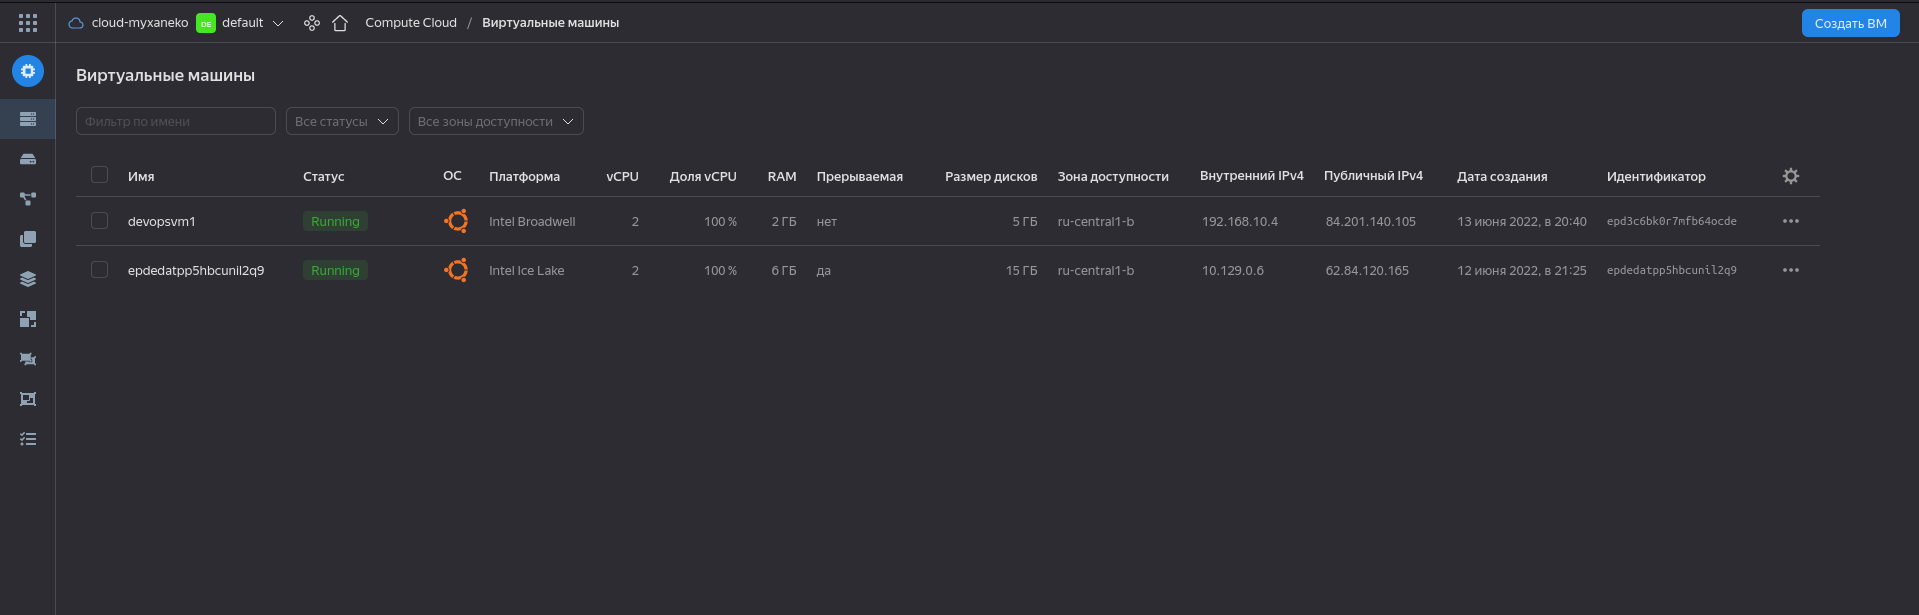 cloud-myxaneko DE default Compute Cloud / Виртуальные машины Создать ВМ
Виртуальные машины
Фильтр по имени Все статусы Все зоны доступности
Имя Статус ОС Платформа vCPU Доля vCPU RAM Прерываемая Размер дисков Зона доступности Внутренний IPv4 Публичный IPv4 Дата создания Идентификатор
devopsvm1 Running Intel Broadwell 2 100 % 2 ГБ нет 5 ГБ ru-central1-b 192.168.10.4 84.201.140.105 13 июня 2022, в 20:40 epd3c6bk0r7mfb64ocde
epdedatpp5hbcunil2q9 Running Intel Ice Lake 2 100 % 6 ГБ да 15 ГБ ru-central1-b 10.129.0.6 62.84.120.165 12 июня 2022, в 21:25 epdedatpp5hbcunil2q9